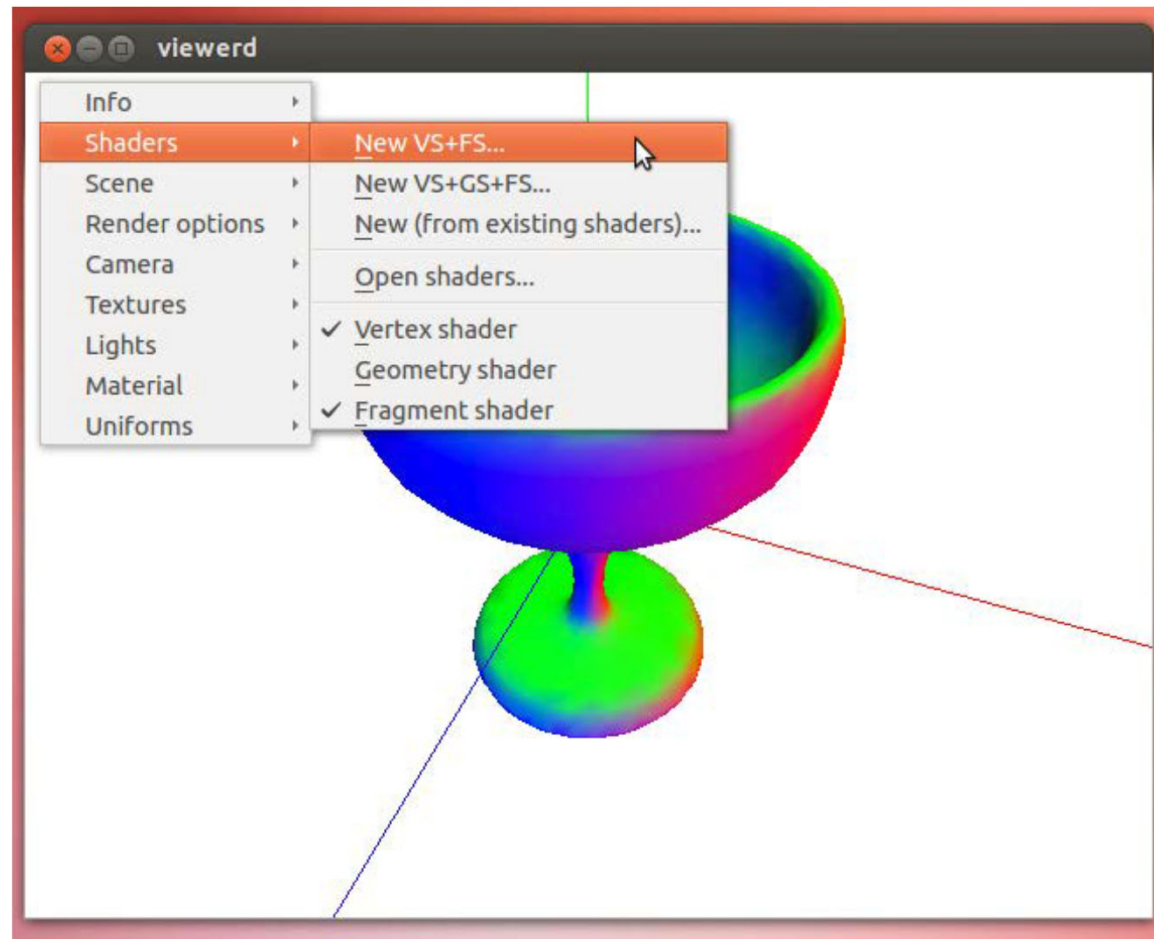 viewerd
Info
Shaders
Scene
Render options
Camera
Textures
Lights
Material
Uniforms
New VS+FS...
New VS+GS+FS...
New (from existing shaders)...
Open shaders...
Vertex shader
Geometry shader
Fragment shader